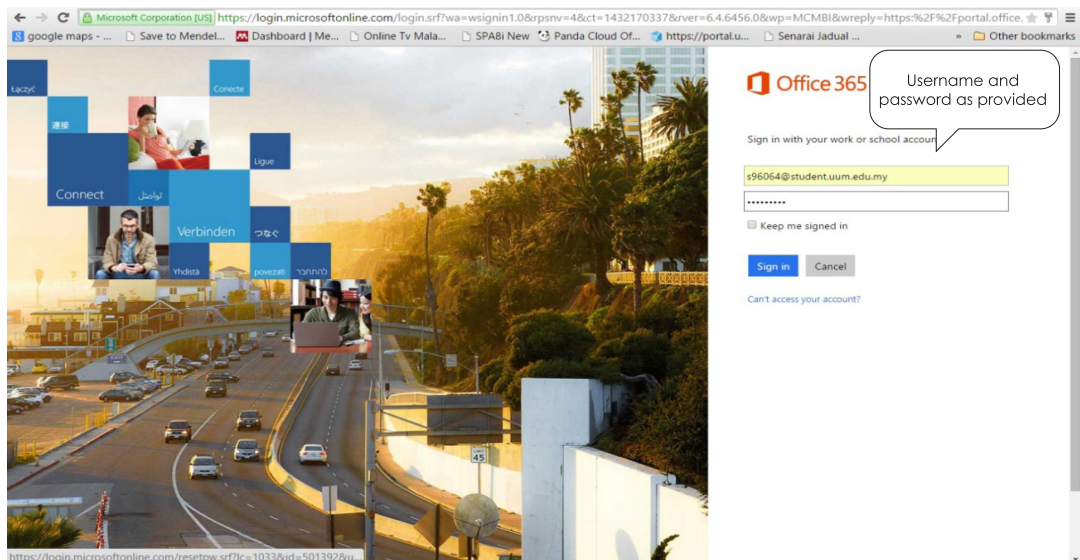 Microsoft Corporation [US] https://login.microsoftonline.com/login.srf?wa=wsignin1.0&rpsnv=4&ct=1432170337&rver=6.4.6456.0&wp=MCMBI&wreply=https:%2F%2Fportal.office.
google maps - ... Save to Mendel... Dashboard | Me... Online Tv Mala... SPABi New Panda Cloud Of... https://portal.u... Senarai Jadual ... » Other bookmarks
Office 365
Username and
password as provided
Sign in with your work or school accoun
s96064@student.uum.edu.my
•••••••••
Keep me signed in
Sign in Cancel
Can't access your account?
Łączyć
Conecte
連接
Ligue
Connect
تواصل
Verbinden
つなぐ
Yhdistä
povezati
להתחבר
45
https://login.microsoftonline.com/resetpw.srf?lc=1033&id=501392&u...